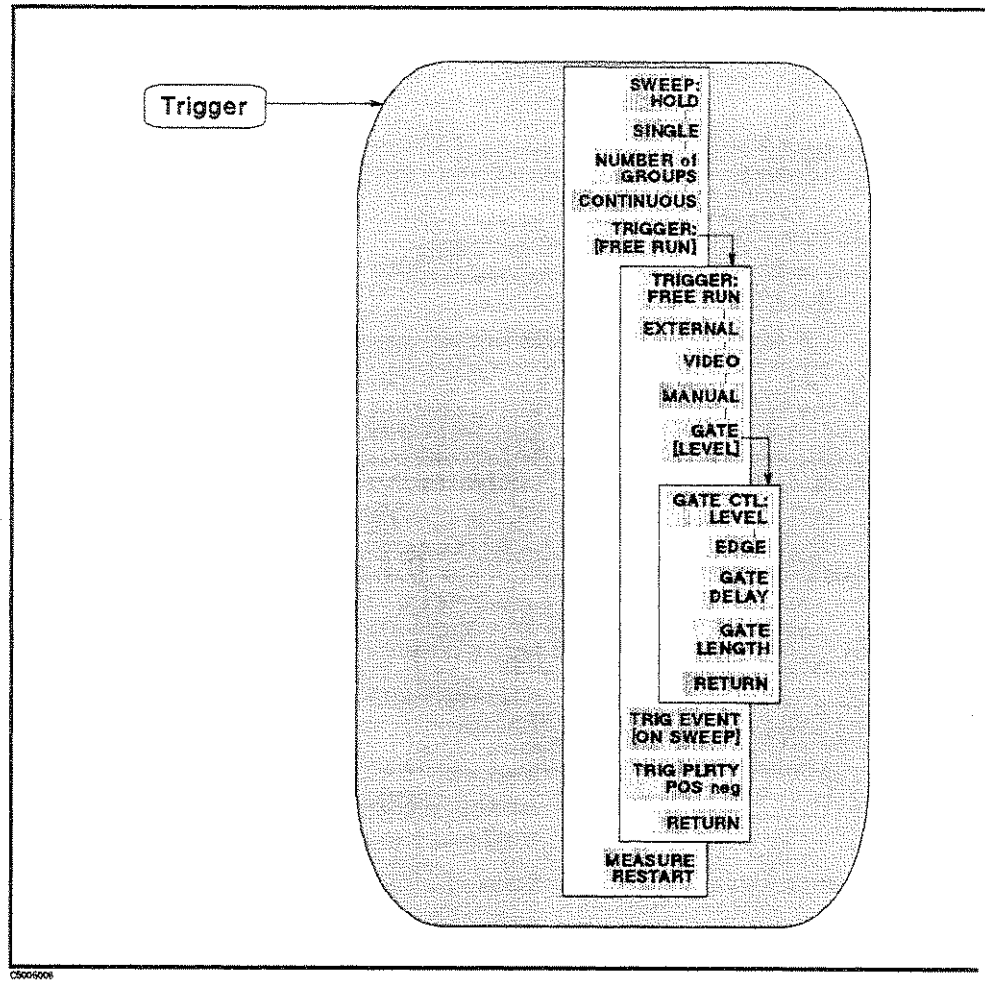 Trigger
SWEEP:
HOLD
SINGLE
NUMBER of
GROUPS
CONTINUOUS
TRIGGER:
[FREE RUN]
TRIGGER:
FREE RUN
EXTERNAL
VIDEO
MANUAL
GATE
[LEVEL]
GATE CTL:
LEVEL
EDGE
GATE
DELAY
GATE
LENGTH
RETURN
TRIG EVENT
[ON SWEEP]
TRIG PLRTY
POS neg
RETURN
MEASURE
RESTART